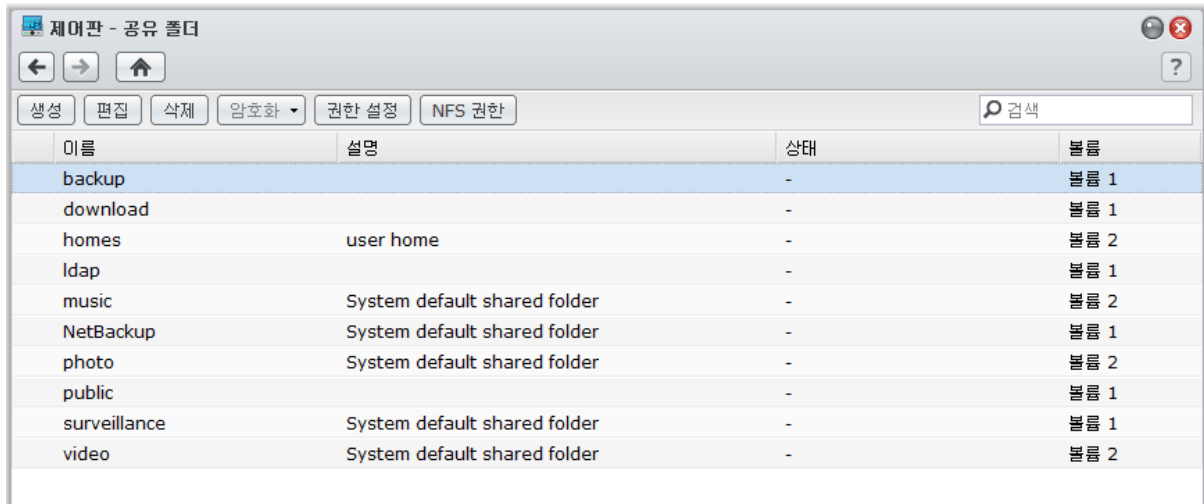 제어판 - 공유 폴더
?
생성 편집 삭제 암호화 권한 설정 NFS 권한 검색
이름 설명 상태 볼륨
backup - 볼륨 1
download - 볼륨 1
homes user home - 볼륨 2
ldap - 볼륨 1
music System default shared folder - 볼륨 2
NetBackup System default shared folder - 볼륨 1
photo System default shared folder - 볼륨 2
public - 볼륨 1
surveillance System default shared folder - 볼륨 1
video System default shared folder - 볼륨 2